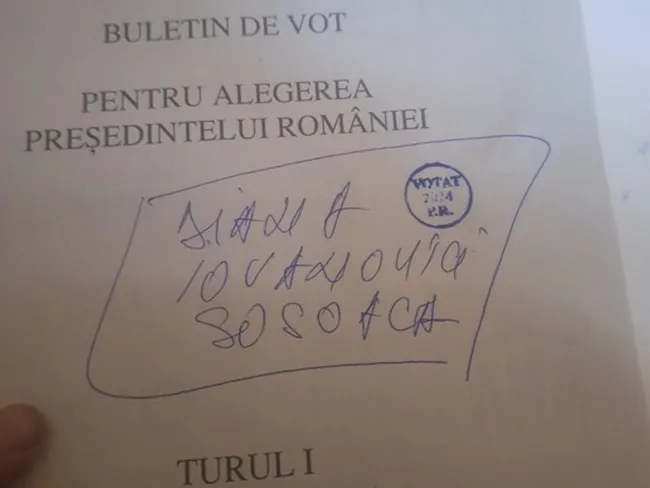 BULETIN DE VOT
PENTRU ALEGEREA
PREȘEDINTELUI ROMÂNIEI
VOTAT
2024
P.R.
DIANA
IOVANOVICI
SOSOACA
TURUL I